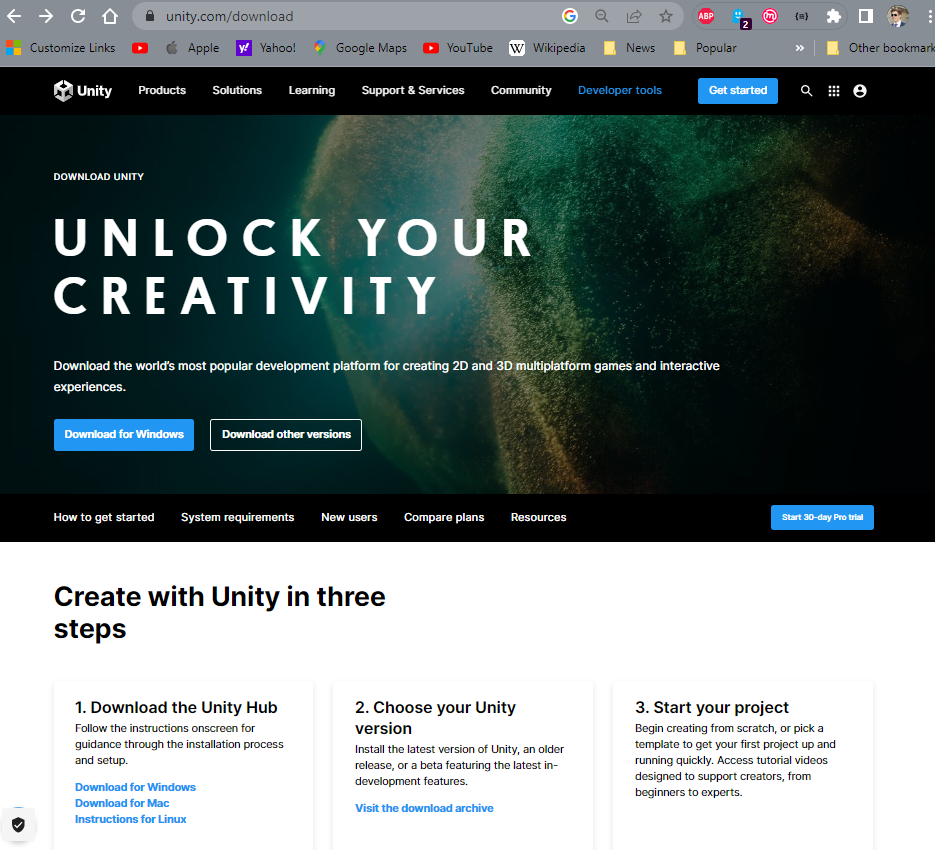 unity.com/download
ABP
2
Customize Links
Apple
Yahoo!
Google Maps
YouTube
W Wikipedia
News
Popular
»
Other bookmark
Unity
Products
Solutions
Learning
Support & Services
Community
Developer tools
Get started
DOWNLOAD UNITY
UNLOCK YOUR
CREATIVITY
Download the world's most popular development platform for creating 2D and 3D multiplatform games and interactive
experiences.
Download for Windows
Download other versions
How to get started
System requirements
New users
Compare plans
Resources
Start 30-day Pro trial
Create with Unity in three
steps
1. Download the Unity Hub
Follow the instructions onscreen for
guidance through the installation process
and setup.
Download for Windows
Download for Mac
Instructions for Linux
2. Choose your Unity
version
Install the latest version of Unity, an older
release, or a beta featuring the latest in-
development features.
Visit the download archive
3. Start your project
Begin creating from scratch, or pick a
template to get your first project up and
running quickly. Access tutorial videos
designed to support creators, from
beginners to experts.